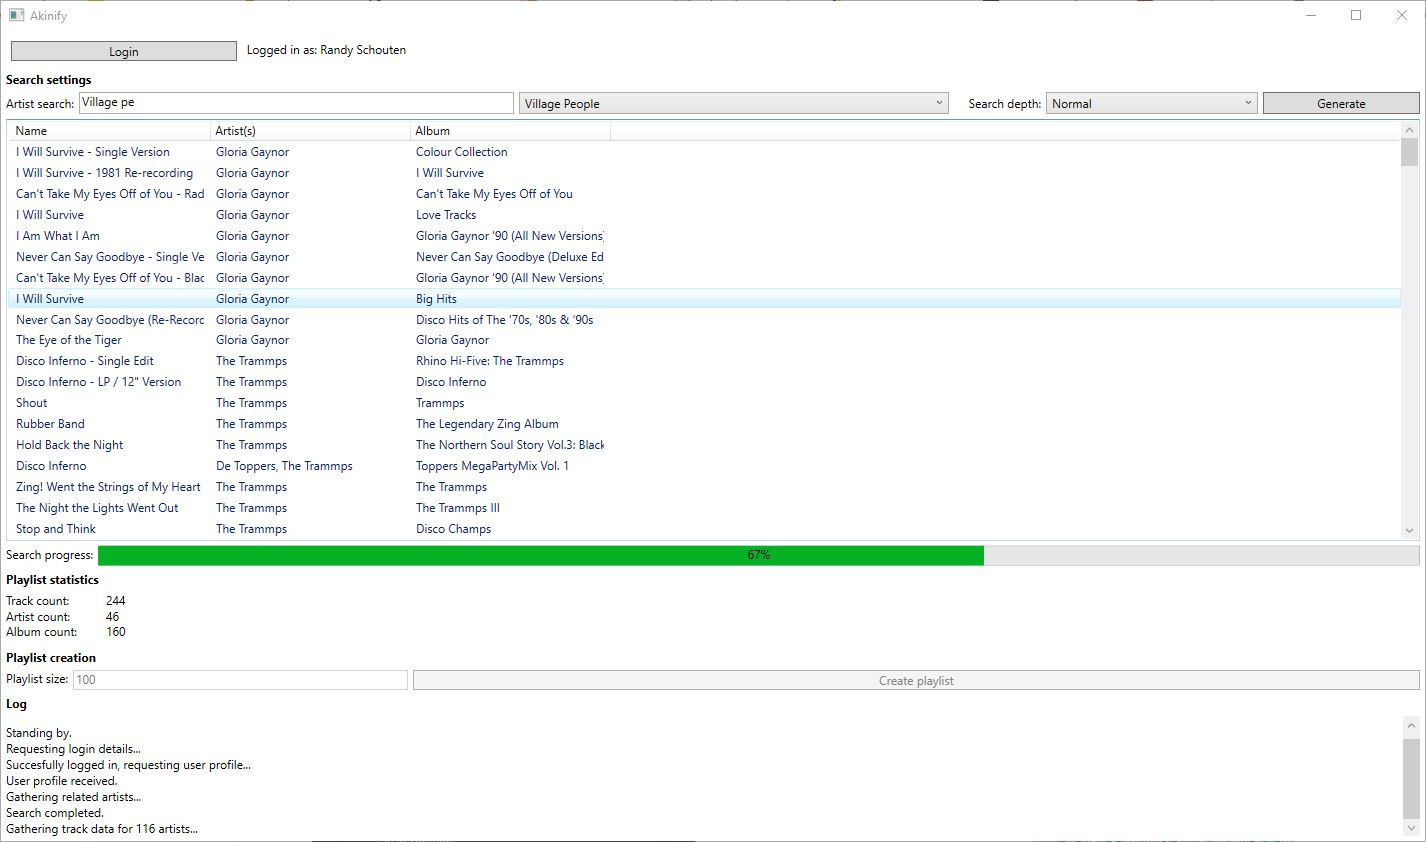 Akinify
Login Logged in as: Randy Schouten
Search settings
Artist search: Village pe Village People Search depth: Normal Generate
Name Artist(s) Album
I Will Survive - Single Version Gloria Gaynor Colour Collection
I Will Survive - 1981 Re-recording Gloria Gaynor I Will Survive
Can't Take My Eyes Off of You - Rad Gloria Gaynor Can't Take My Eyes Off of You
I Will Survive Gloria Gaynor Love Tracks
I Am What I Am Gloria Gaynor Gloria Gaynor '90 (All New Versions)
Never Can Say Goodbye - Single Ve Gloria Gaynor Never Can Say Goodbye (Deluxe Ed
Can't Take My Eyes Off of You - Blac Gloria Gaynor Gloria Gaynor '90 (All New Versions)
I Will Survive Gloria Gaynor Big Hits
Never Can Say Goodbye (Re-Recorc Gloria Gaynor Disco Hits of The '70s, '80s & '90s
The Eye of the Tiger Gloria Gaynor Gloria Gaynor
Disco Inferno - Single Edit The Trammps Rhino Hi-Five: The Trammps
Disco Inferno - LP / 12" Version The Trammps Disco Inferno
Shout The Trammps Trammps
Rubber Band The Trammps The Legendary Zing Album
Hold Back the Night The Trammps The Northern Soul Story Vol.3: Black
Disco Inferno De Toppers, The Trammps Toppers MegaPartyMix Vol. 1
Zing! Went the Strings of My Heart The Trammps The Trammps
The Night the Lights Went Out The Trammps The Trammps III
Stop and Think The Trammps Disco Champs
Search progress: 67%
Playlist statistics
Track count: 244
Artist count: 46
Album count: 160
Playlist creation
Playlist size: 100 Create playlist
Log
Standing by.
Requesting login details...
Succesfully logged in, requesting user profile...
User profile received.
Gathering related artists...
Search completed.
Gathering track data for 116 artists...